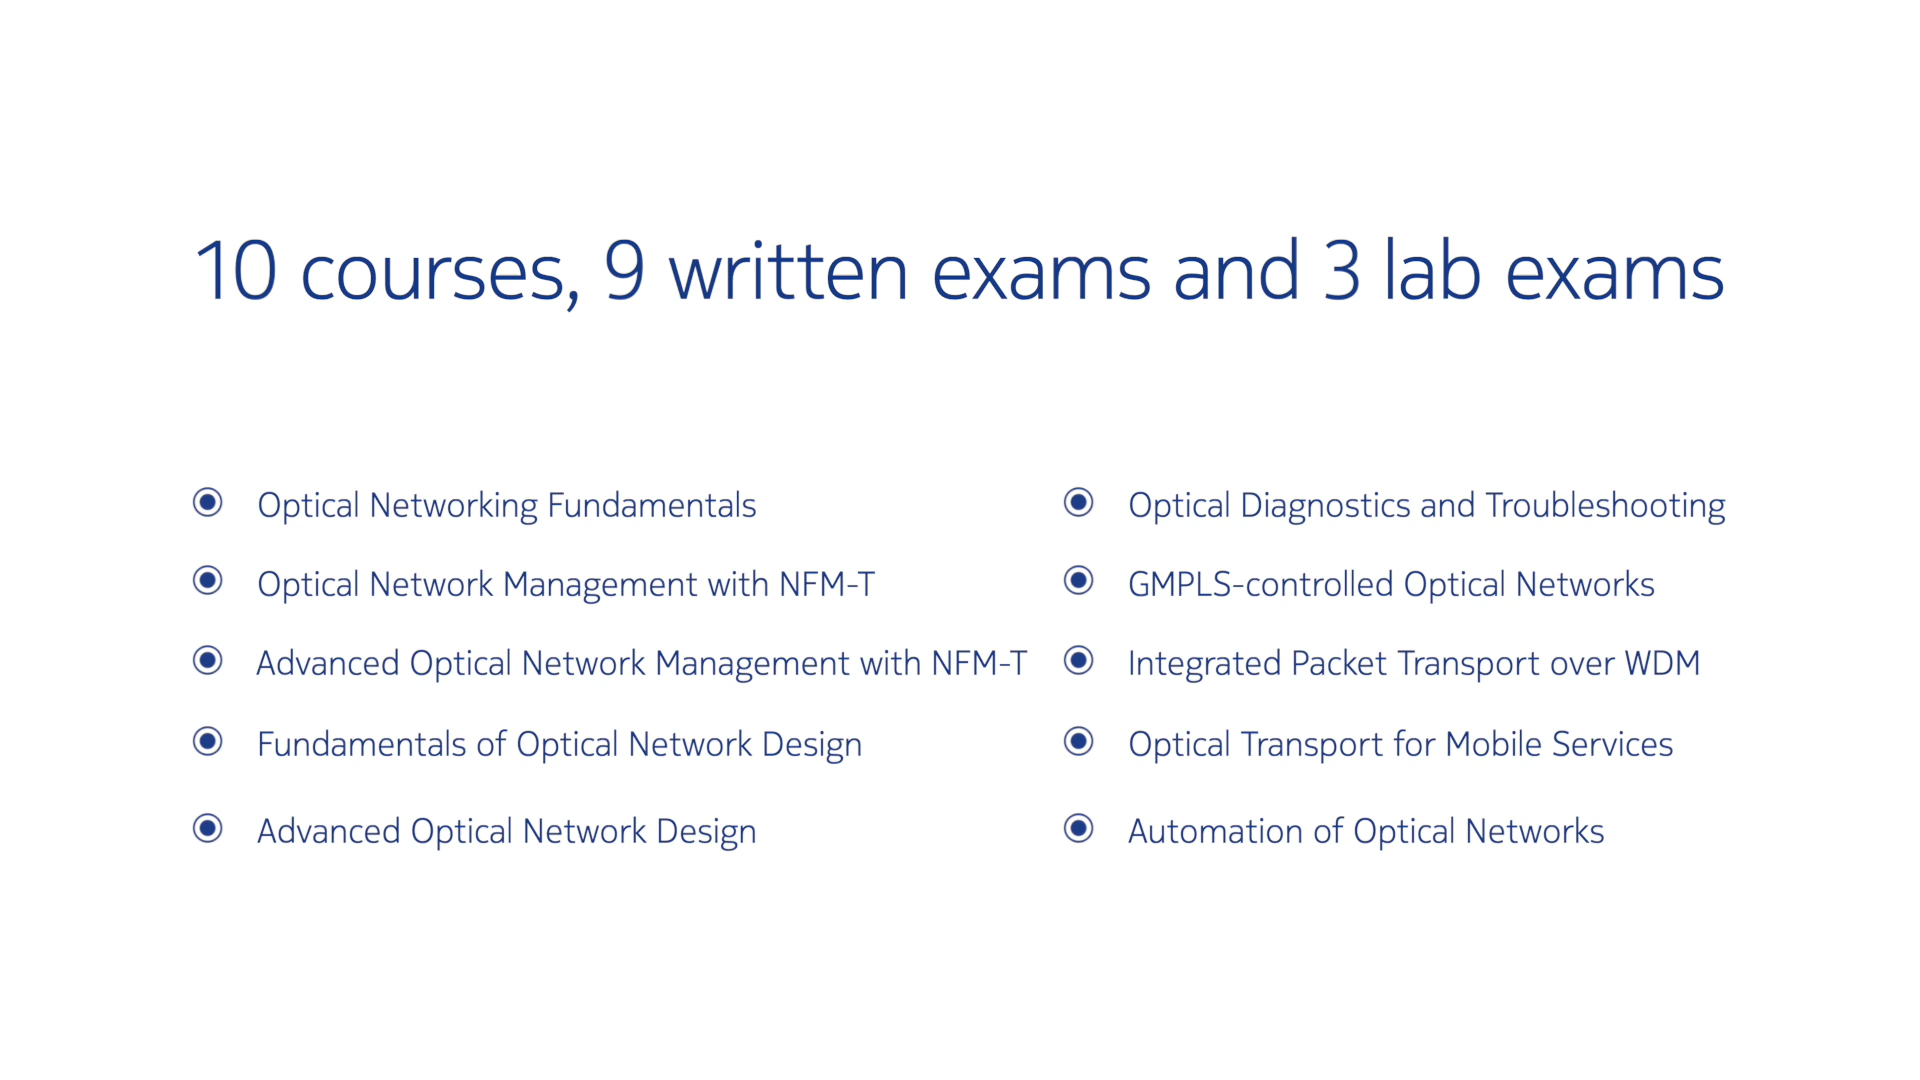 10 courses, 9 written exams and 3 lab exams
Optical Networking Fundamentals
Optical Network Management with NFM-T
Advanced Optical Network Management with NFM-T
Fundamentals of Optical Network Design
Advanced Optical Network Design
Optical Diagnostics and Troubleshooting
GMPLS-controlled Optical Networks
Integrated Packet Transport over WDM
Optical Transport for Mobile Services
Automation of Optical Networks